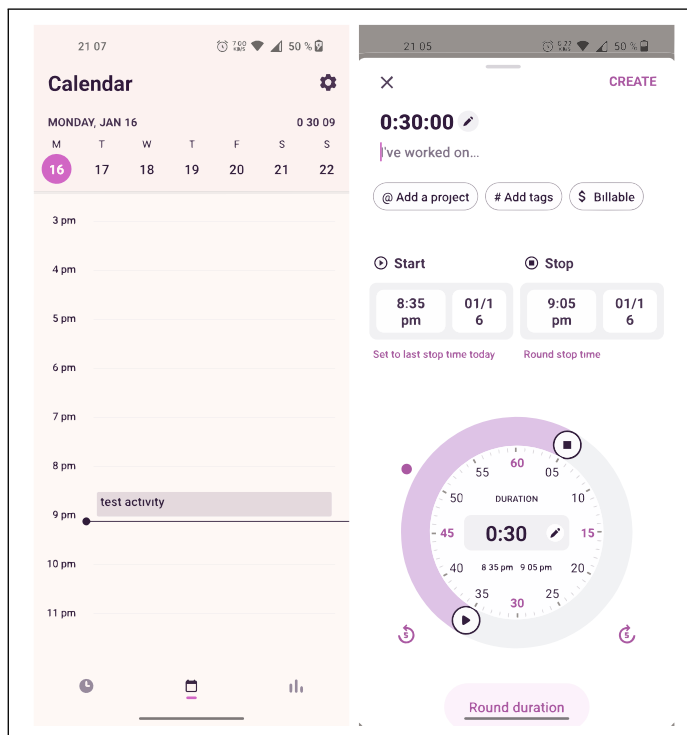 21 07
700
KB/S
50 %
Calendar
MONDAY, JAN 16
0 30 09
M T W T F S S
16 17 18 19 20 21 22
3 pm
4 pm
5 pm
6 pm
7 pm
8 pm
test activity
9 pm
10 pm
11 pm
21 05
KB/S
50 %
CREATE
0:30:00
I've worked on...
@ Add a project
# Add tags
$ Billable
Start
Stop
8:35
pm
01/1
6
9:05
pm
01/1
6
Set to last stop time today
Round stop time
60
55
05
50
DURATION
10
45
0:30
15
40
8 35 pm 9 05 pm
20
35
25
30
5
5
Round duration